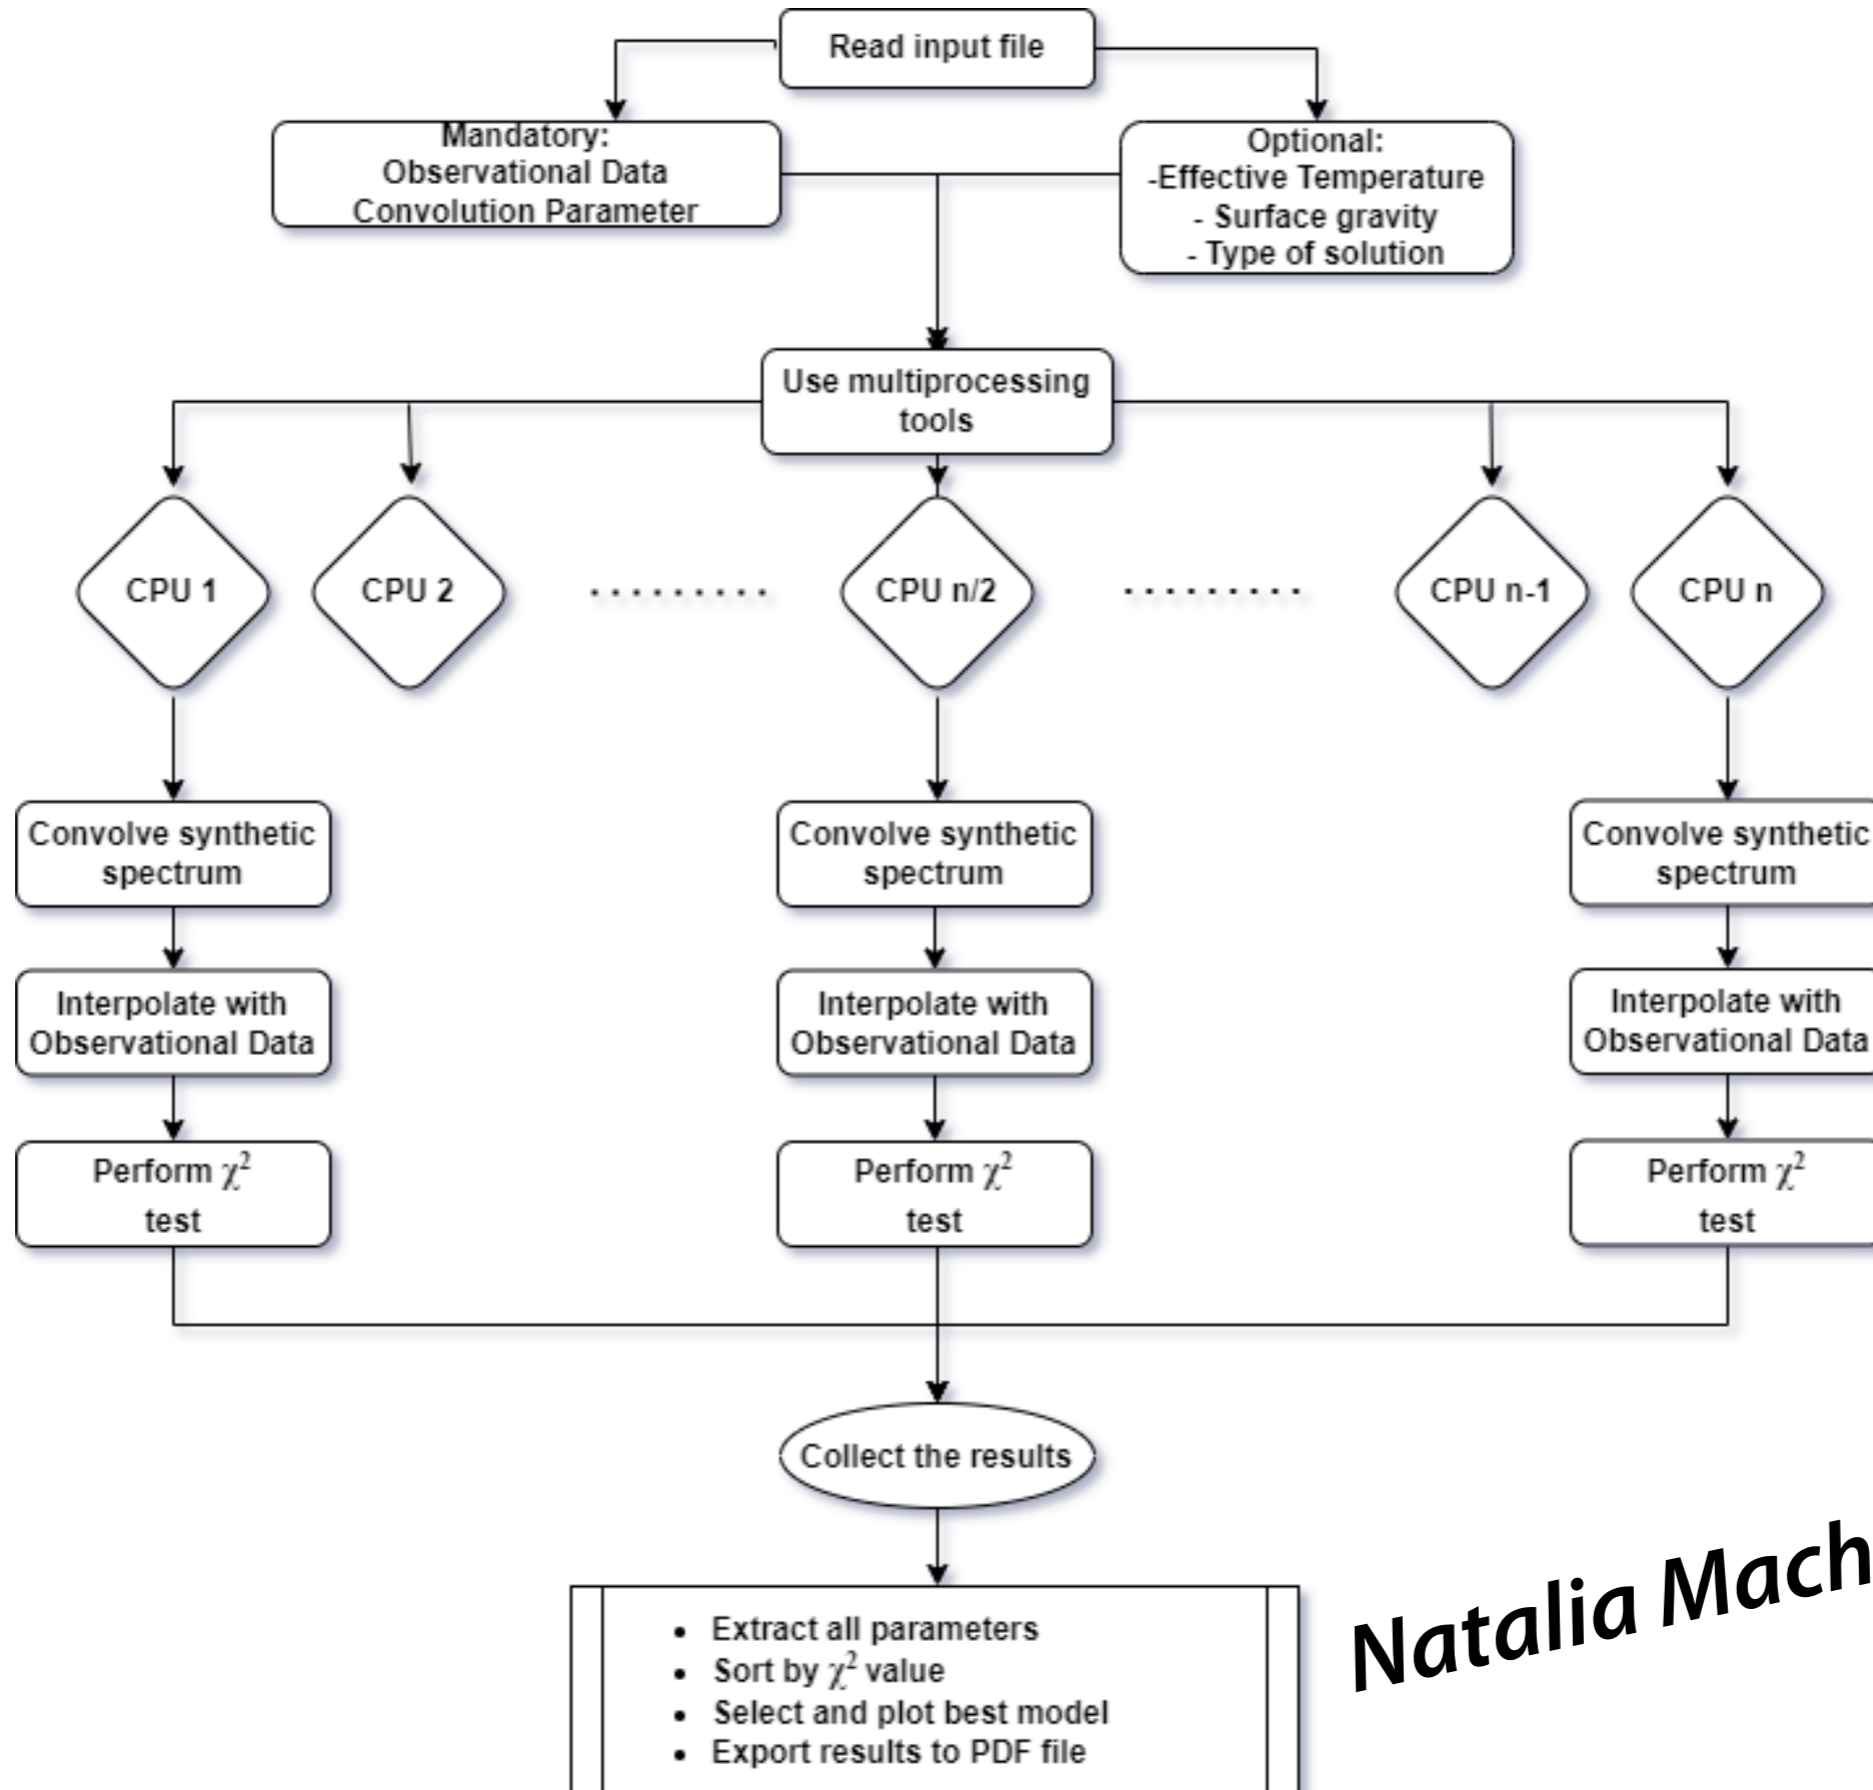 Read input file
Mandatory:
Observational Data
Convolution Parameter
Optional:
-Effective Temperature
- Surface gravity
- Type of solution
Use multiprocessing
tools
CPU 1
CPU 2
.........
CPU n/2
.........
CPU n-1
CPU n
Convolve synthetic
spectrum
Convolve synthetic
spectrum
Convolve synthetic
spectrum
Interpolate with
Observational Data
Interpolate with
Observational Data
Interpolate with
Observational Data
Perform χ²
test
Perform χ²
test
Perform χ²
test
Collect the results
• Extract all parameters
• Sort by χ² value
• Select and plot best model
• Export results to PDF file
Natalia Mach